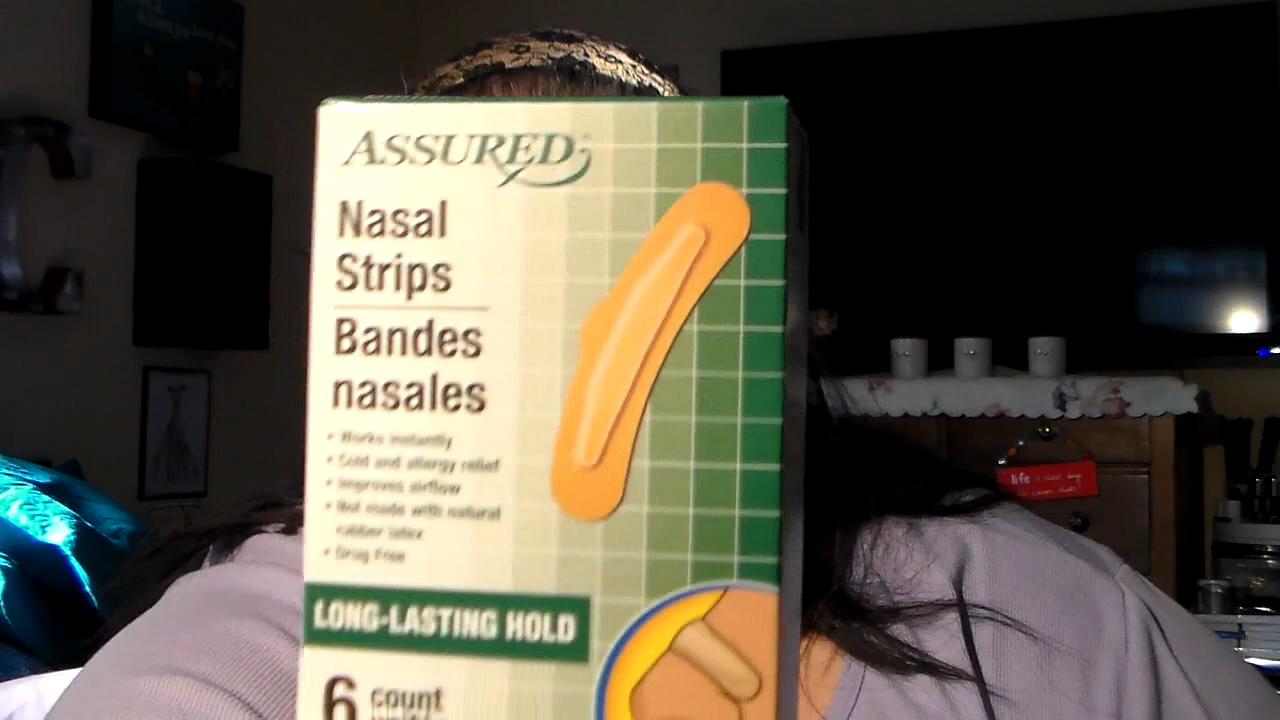 ASSURED
Nasal
Strips
Bandes
nasales
• Works instantly
• Cold and allergy relief
• Improves airflow
• Not made with natural
rubber latex
• Drug Free
LONG-LASTING HOLD
6 count
life